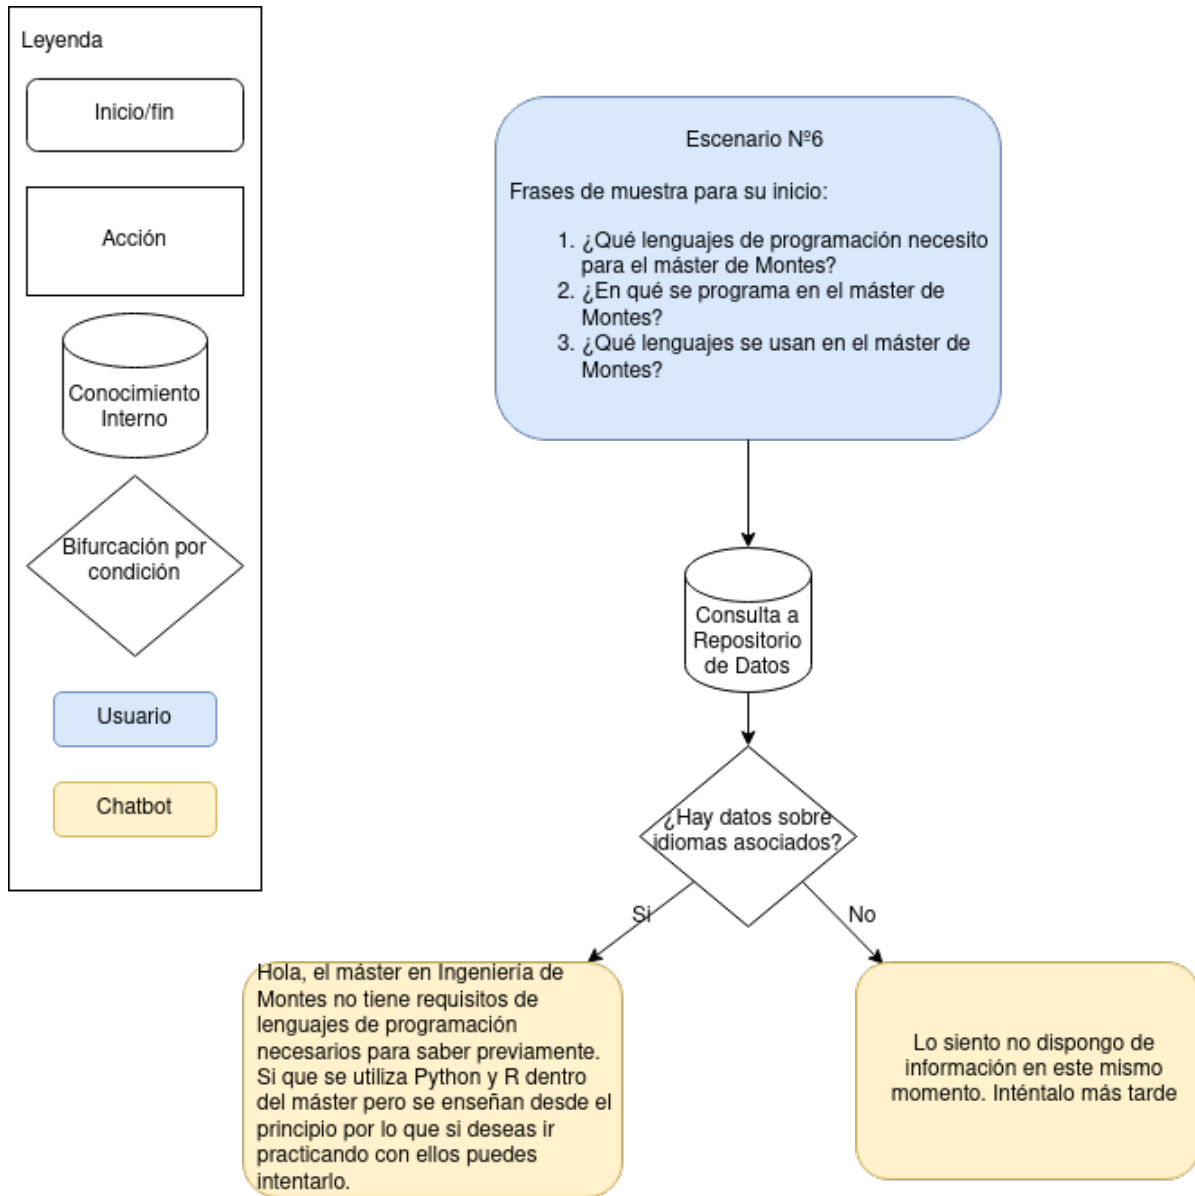 Leyenda
Inicio/fin
Acción
Conocimiento
Interno
Bifurcación por
condición
Usuario
Chatbot
Escenario Nº6
Frases de muestra para su inicio:
1. ¿Qué lenguajes de programación necesito
para el máster de Montes?
2. ¿En qué se programa en el máster de
Montes?
3. ¿Qué lenguajes se usan en el máster de
Montes?
Consulta a
Repositorio
de Datos
¿Hay datos sobre
idiomas asociados?
Si
No
Hola, el máster en Ingeniería de
Montes no tiene requisitos de
lenguajes de programación
necesarios para saber previamente.
Si que se utiliza Python y R dentro
del máster pero se enseñan desde el
principio por lo que si deseas ir
practicando con ellos puedes
intentarlo.
Lo siento no dispongo de
información en este mismo
momento. Inténtalo más tarde